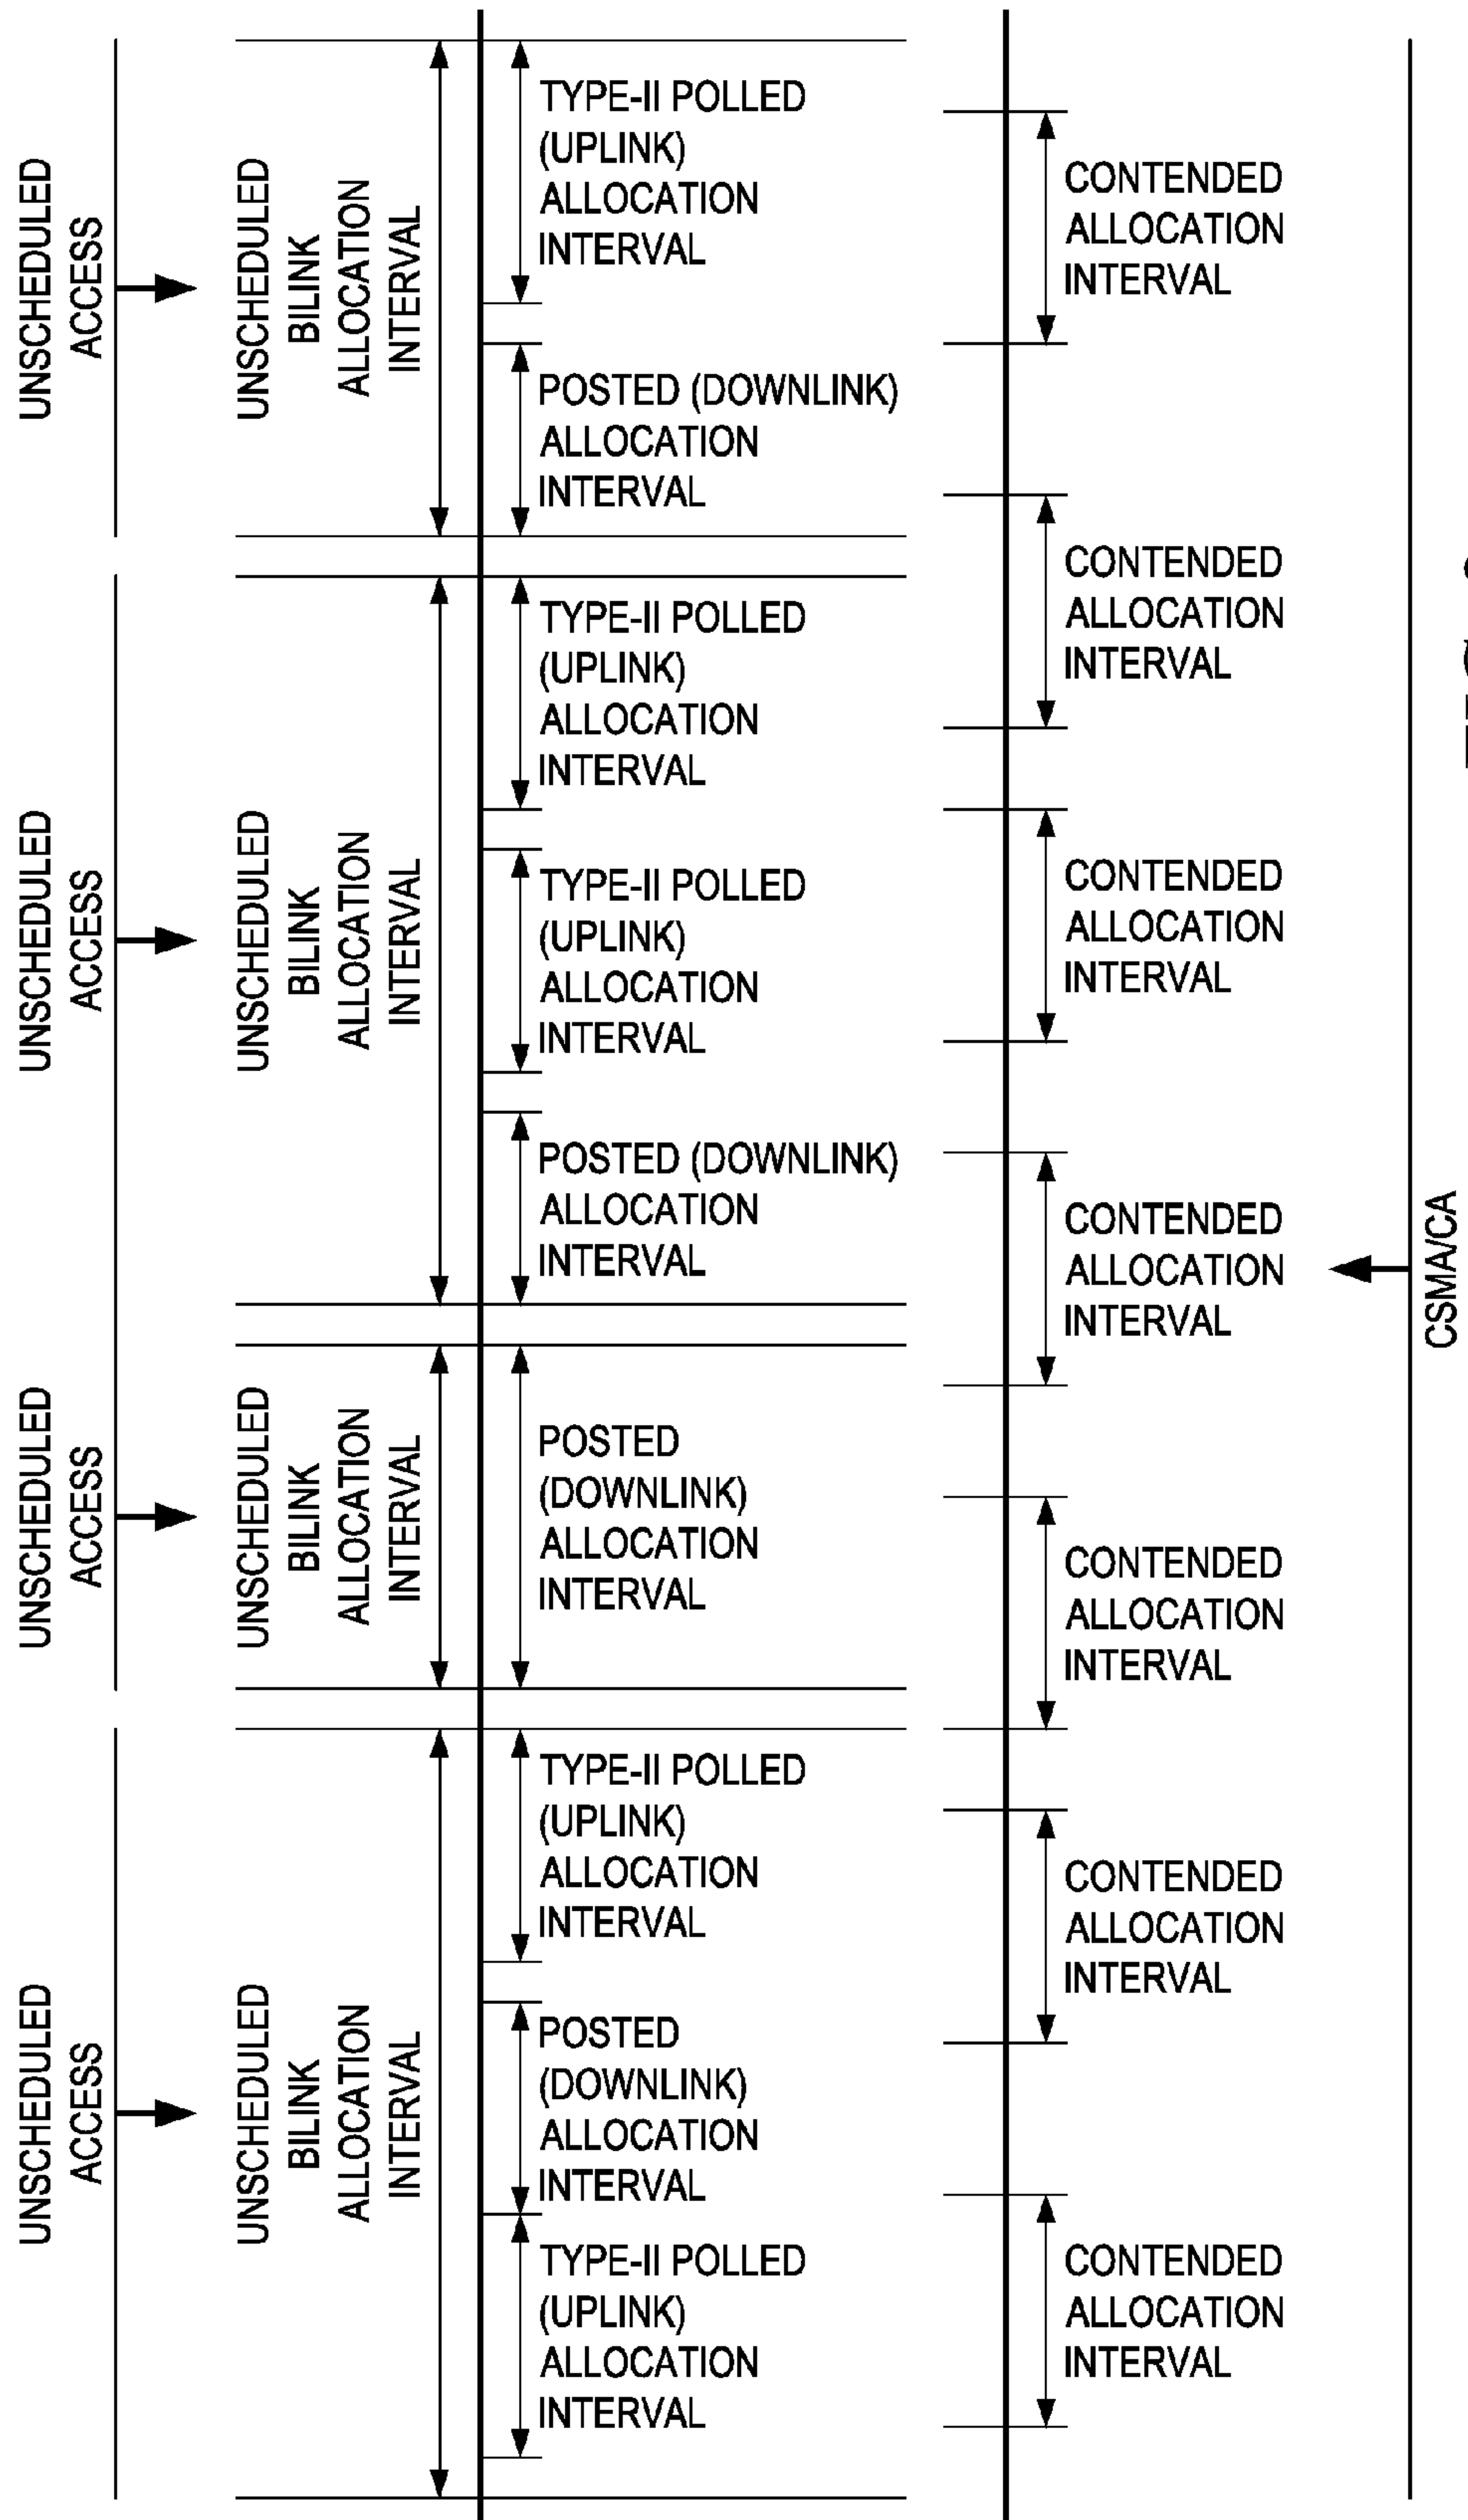 UNSCHEDULED
ACCESS
UNSCHEDULED
BILINK
ALLOCATION
INTERVAL
TYPE-II POLLED
(UPLINK)
ALLOCATION
INTERVAL
POSTED (DOWNLINK)
ALLOCATION
INTERVAL
UNSCHEDULED
ACCESS
UNSCHEDULED
BILINK
ALLOCATION
INTERVAL
TYPE-II POLLED
(UPLINK)
ALLOCATION
INTERVAL
TYPE-II POLLED
(UPLINK)
ALLOCATION
INTERVAL
POSTED (DOWNLINK)
ALLOCATION
INTERVAL
UNSCHEDULED
ACCESS
UNSCHEDULED
BILINK
ALLOCATION
INTERVAL
POSTED
(DOWNLINK)
ALLOCATION
INTERVAL
UNSCHEDULED
ACCESS
UNSCHEDULED
BILINK
ALLOCATION
INTERVAL
TYPE-II POLLED
(UPLINK)
ALLOCATION
INTERVAL
POSTED
(DOWNLINK)
ALLOCATION
INTERVAL
TYPE-II POLLED
(UPLINK)
ALLOCATION
INTERVAL
CONTENDED
ALLOCATION
INTERVAL
CONTENDED
ALLOCATION
INTERVAL
CONTENDED
ALLOCATION
INTERVAL
CONTENDED
ALLOCATION
INTERVAL
CONTENDED
ALLOCATION
INTERVAL
CONTENDED
ALLOCATION
INTERVAL
CONTENDED
ALLOCATION
INTERVAL
CSMA/CA